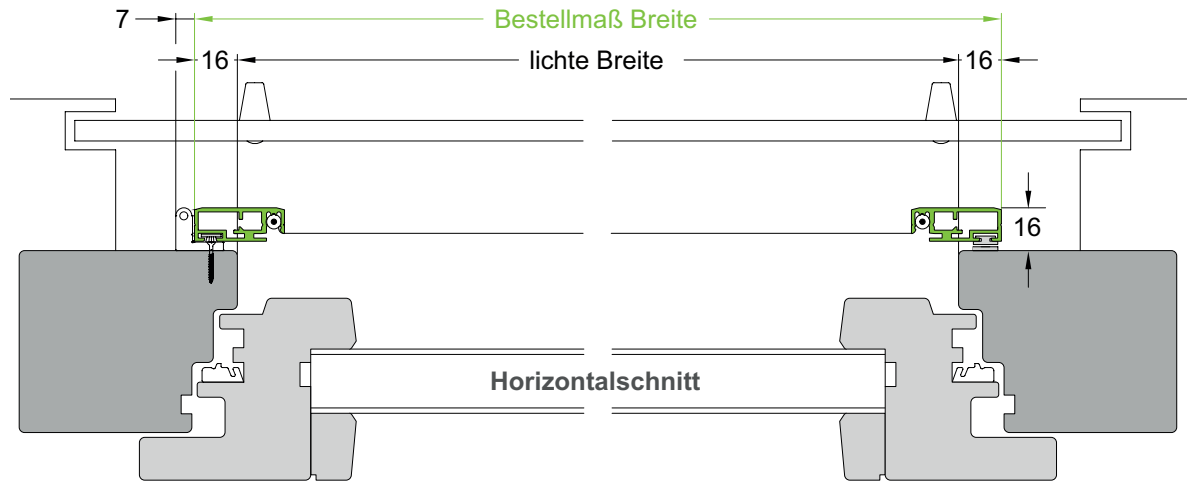 7 Bestellmaß Breite
16 lichte Breite 16
16
Horizontalschnitt